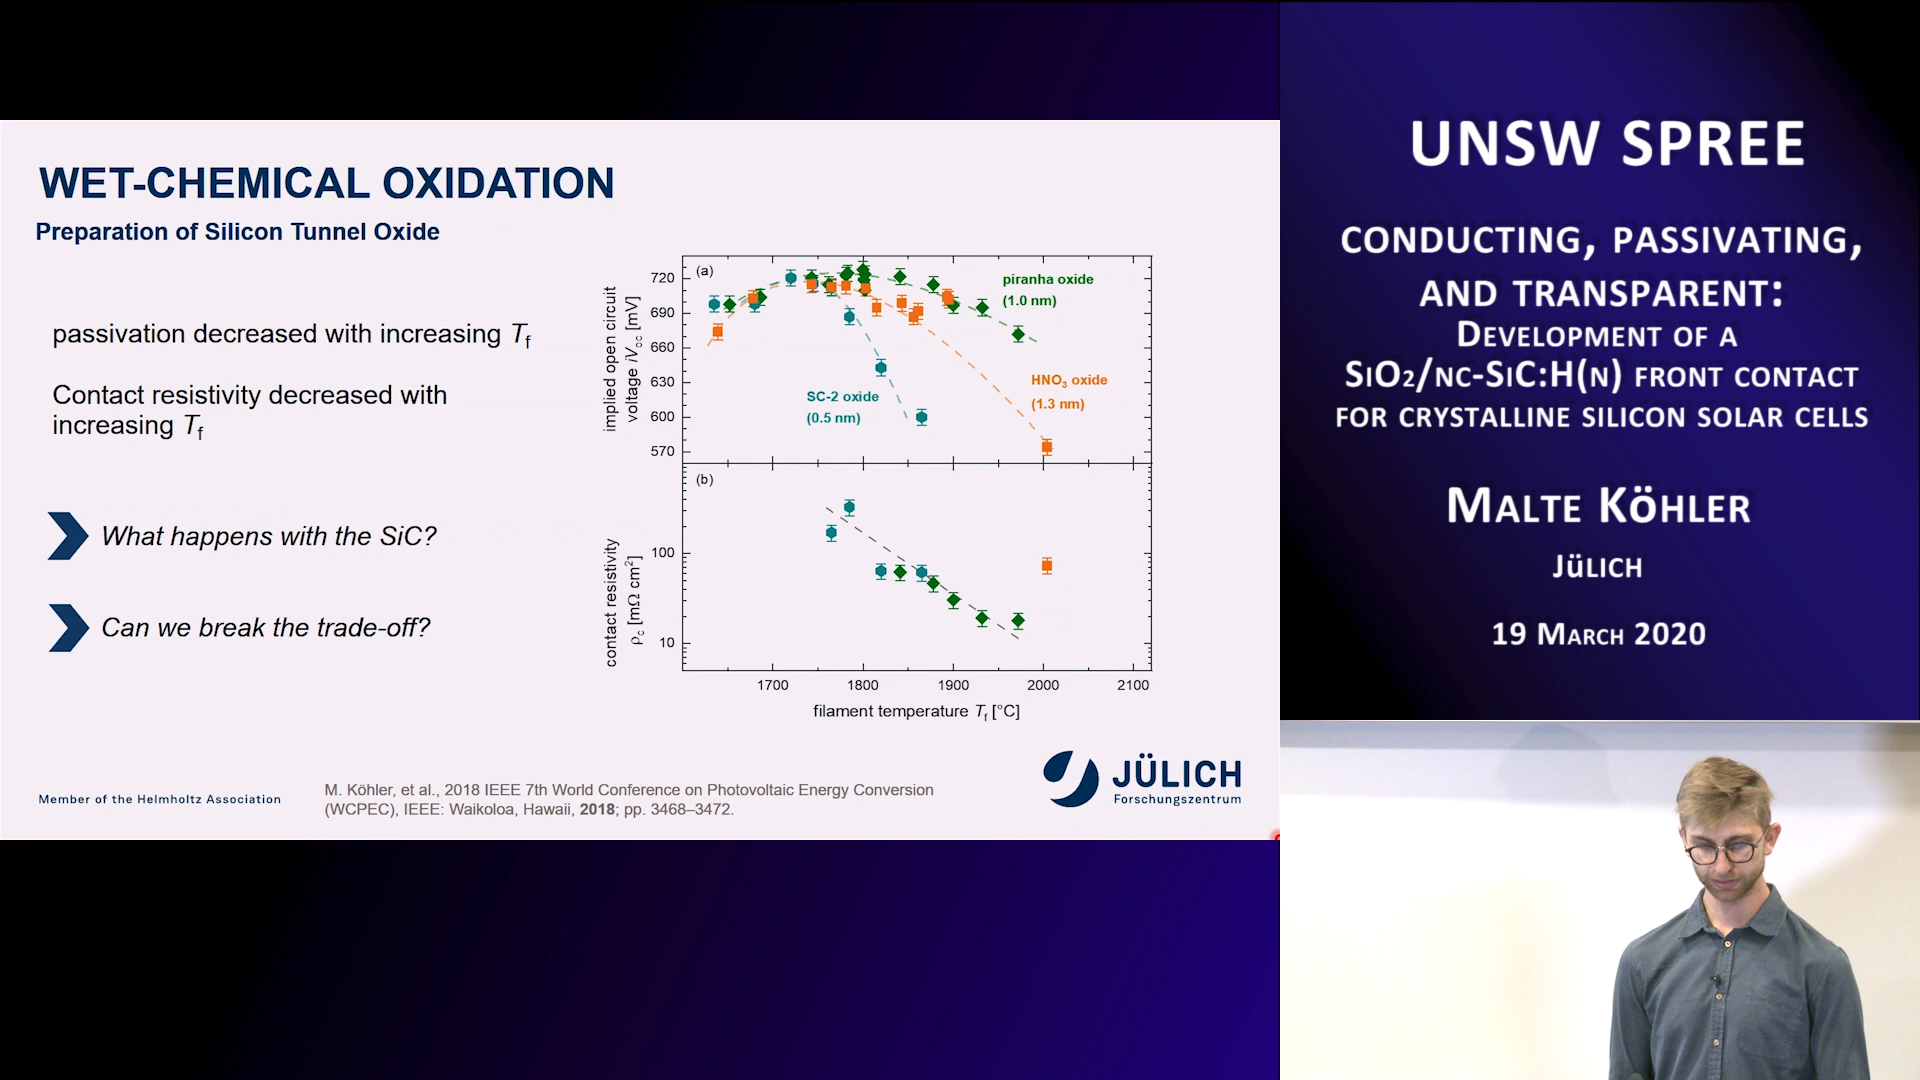 WET-CHEMICAL OXIDATION
Preparation of Silicon Tunnel Oxide
passivation decreased with increasing Tf
Contact resistivity decreased with
increasing Tf
What happens with the SiC?
Can we break the trade-off?
(a)
720
690
660
630
600
570
implied open circuit
voltage iVoc [mV]
piranha oxide
(1.0 nm)
SC-2 oxide
(0.5 nm)
HNO3 oxide
(1.3 nm)
(b)
100
10
contact resistivity
ρc [mΩ cm²]
1700 1800 1900 2000 2100
filament temperature Tf [°C]
Member of the Helmholtz Association
M. Köhler, et al., 2018 IEEE 7th World Conference on Photovoltaic Energy Conversion
(WCPEC), IEEE: Waikoloa, Hawaii, 2018; pp. 3468–3472.
JÜLICH
Forschungszentrum
UNSW SPREE
CONDUCTING, PASSIVATING,
AND TRANSPARENT:
DEVELOPMENT OF A
SIO2/NC-SIC:H(N) FRONT CONTACT
FOR CRYSTALLINE SILICON SOLAR CELLS
MALTE KÖHLER
JÜLICH
19 MARCH 2020